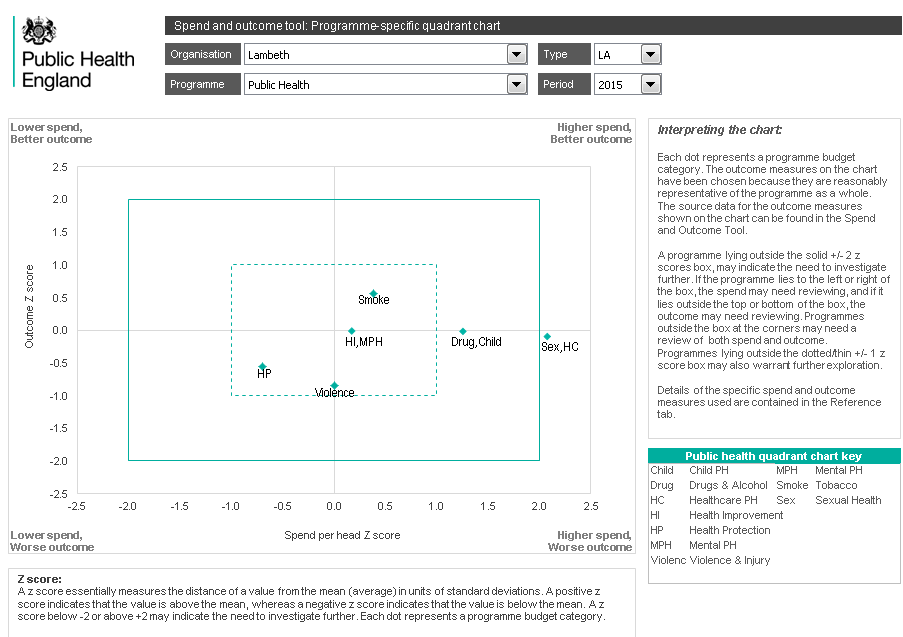 Spend and outcome tool: Programme-specific quadrant chart
Public Health
England
Organisation Lambeth Type LA
Programme Public Health Period 2015
Lower spend,
Better outcome
Higher spend,
Better outcome
2.5
2.0
1.5
1.0
0.5
0.0
-0.5
-1.0
-1.5
-2.0
-2.5
Outcome Z score
Smoke
HI,MPH
Drug,Child
Sex,HC
HP
Violence
-2.5 -2.0 -1.5 -1.0 -0.5 0.0 0.5 1.0 1.5 2.0 2.5
Spend per head Z score
Lower spend,
Worse outcome
Higher spend,
Worse outcome
Interpreting the chart:
Each dot represents a programme budget
category. The outcome measures on the chart
have been chosen because they are reasonably
representative of the programme as a whole.
The source data for the outcome measures
shown on the chart can be found in the Spend
and Outcome Tool.
A programme lying outside the solid +/- 2 z
scores box, may indicate the need to investigate
further. If the programme lies to the left or right of
the box, the spend may need reviewing, and if it
lies outside the top or bottom of the box, the
outcome may need reviewing. Programmes
outside the box at the corners may need a
review of both spend and outcome.
Programmes lying outside the dotted/thin +/- 1 z
score box may also warrant further exploration.
Details of the specific spend and outcome
measures used are contained in the Reference
tab.
Public health quadrant chart key
Child Child PH MPH Mental PH
Drug Drugs & Alcohol Smoke Tobacco
HC Healthcare PH Sex Sexual Health
HI Health Improvement
HP Health Protection
MPH Mental PH
Violenc Violence & Injury
Z score:
A z score essentially measures the distance of a value from the mean (average) in units of standard deviations. A positive z
score indicates that the value is above the mean, whereas a negative z score indicates that the value is below the mean. A z
score below -2 or above +2 may indicate the need to investigate further. Each dot represents a programme budget category.